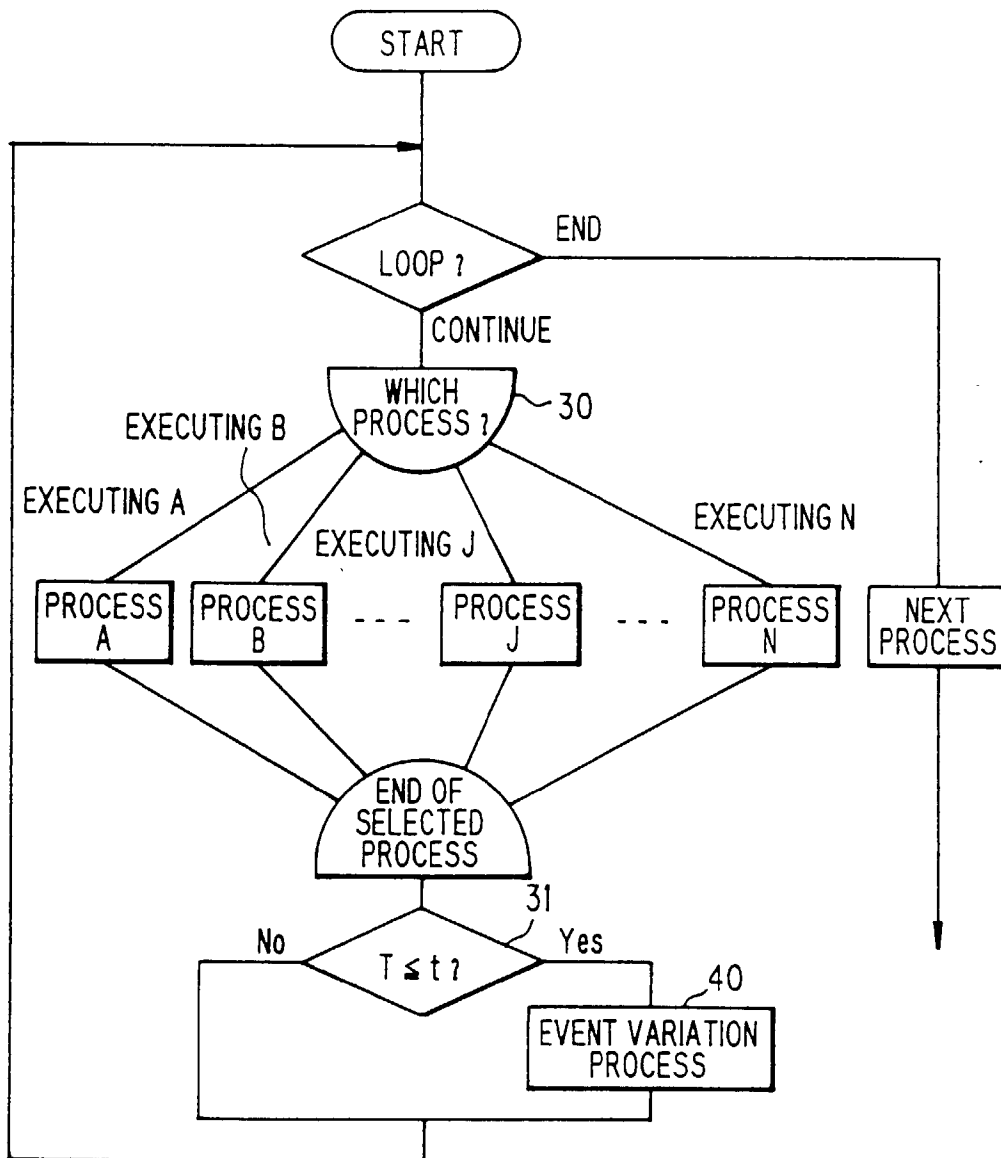 START
END
LOOP ?
CONTINUE
WHICH
PROCESS ?
30
EXECUTING B
EXECUTING A
EXECUTING J
EXECUTING N
PROCESS
A
PROCESS
B
---
PROCESS
J
---
PROCESS
N
NEXT
PROCESS
END OF
SELECTED
PROCESS
31
No
T ≦ t ?
Yes
40
EVENT VARIATION
PROCESS